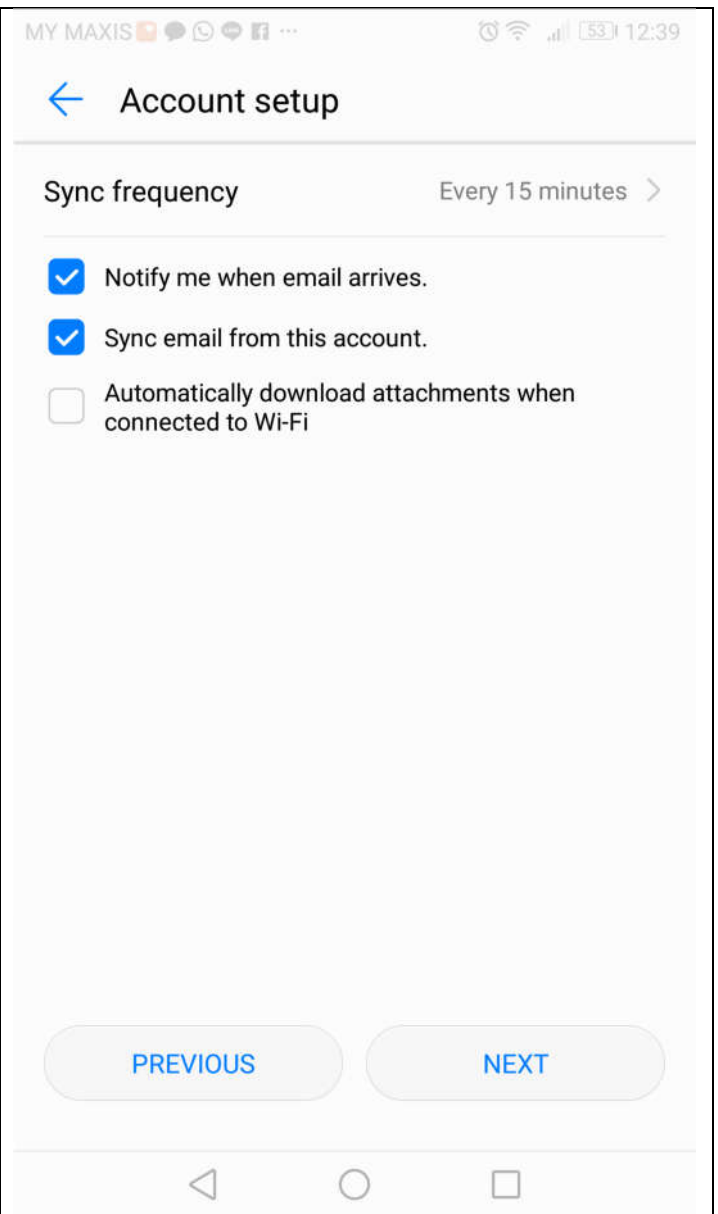 MY MAXIS ... 53 12:39
Account setup
Sync frequency Every 15 minutes
Notify me when email arrives.
Sync email from this account.
Automatically download attachments when
connected to Wi-Fi
PREVIOUS NEXT